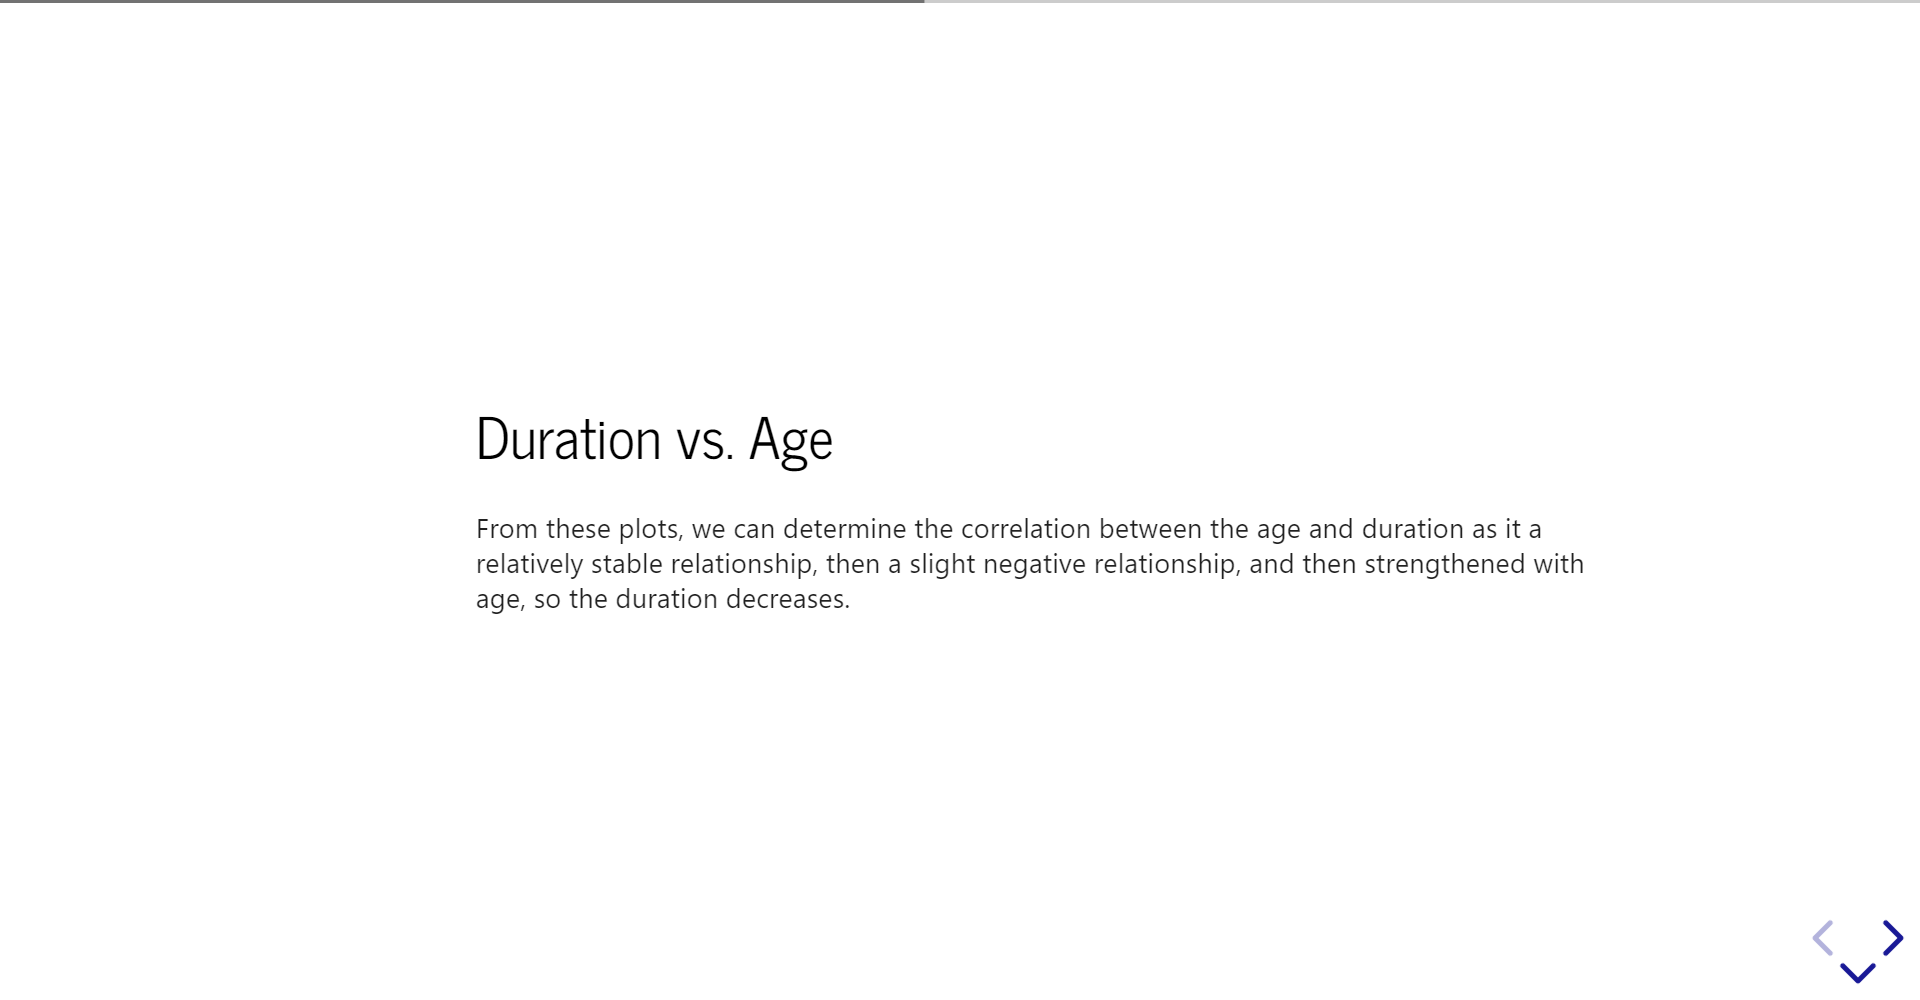 Duration vs. Age
From these plots, we can determine the correlation between the age and duration as it a
relatively stable relationship, then a slight negative relationship, and then strengthened with
age, so the duration decreases.